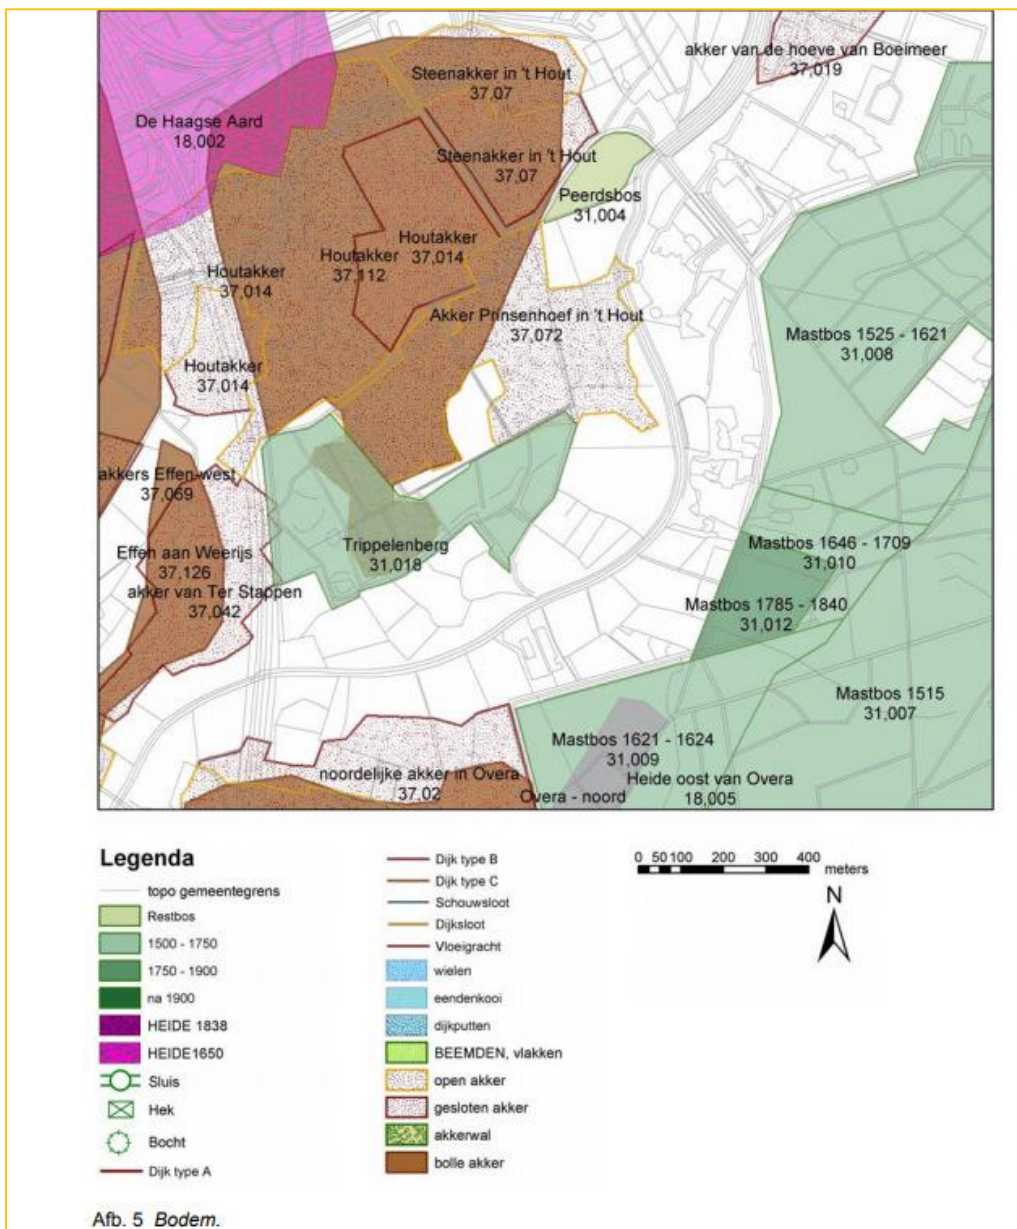 akker van de hoeve van Boeimeer
37,019
Steenakker in 't Hout
37,07
De Haagse Aard
18,002
Steenakker in 't Hout
37,07
Peerdsbos
31,004
Houtakker
37,014
Houtakker
37,112
Houtakker
37,014
Akker Prinsenhoef in 't Hout
37,072
Mastbos 1525 - 1621
31,008
Houtakker
37,014
akkers Effen-west
37,069
Effen aan Weerijs
37,126
akker van Ter Stappen
37,042
Trippelenberg
31,018
Mastbos 1646 - 1709
31,010
Mastbos 1785 - 1840
31,012
Mastbos 1515
31,007
Mastbos 1621 - 1624
31,009
noordelijke akker in Overa
37,02
Overa - noord
Heide oost van Overa
18,005
Legenda
topo gemeentegrens
Restbos
1500 - 1750
1750 - 1900
na 1900
HEIDE 1838
HEIDE1650
Sluis
Hek
Bocht
Dijk type A
Dijk type B
Dijk type C
Schouwsloot
Dijksloot
Vloeigracht
wielen
eendenkooi
dijkputten
BEEMDEN, vlakken
open akker
gesloten akker
akkerwal
bolle akker
0 50 100 200 300 400
meters
N
Afb. 5 Bodem.